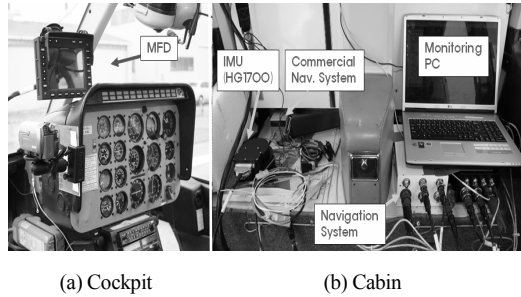 MFD
IMU
(HG1700)
Commercial
Nav. System
Monitoring
PC
Navigation
System
(a) Cockpit
(b) Cabin